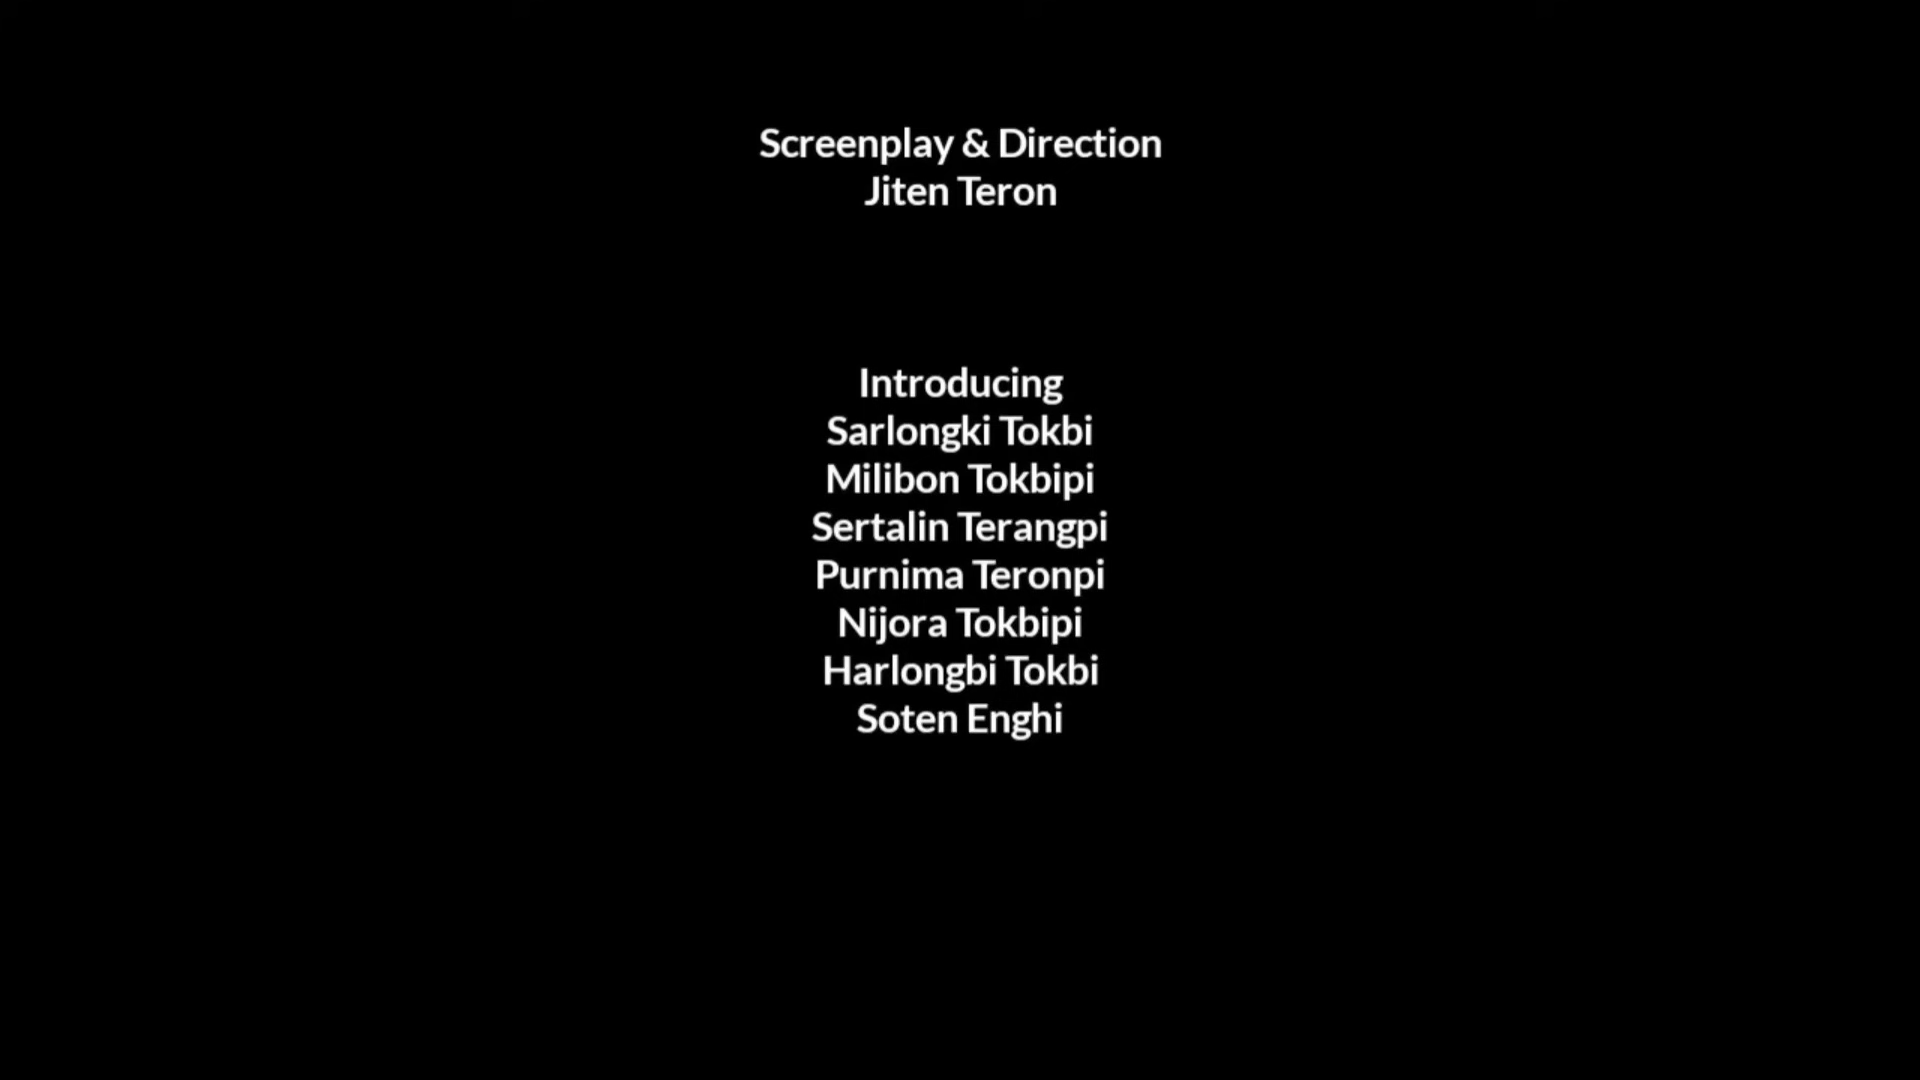 Screenplay & Direction
Jiten Teron
Introducing
Sarlongki Tokbi
Milibon Tokbipi
Sertalin Terangpi
Purnima Teronpi
Nijora Tokbipi
Harlongbi Tokbi
Soten Enghi